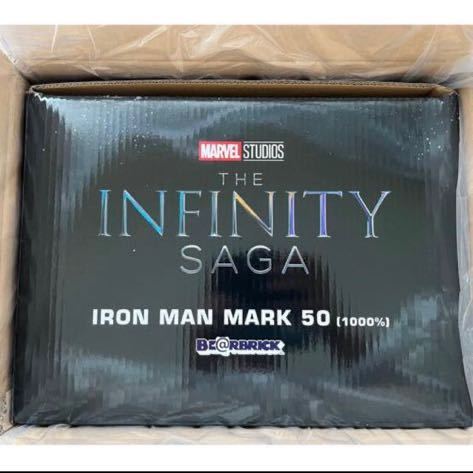 MARVEL STUDIOS
THE
INFINITY
SAGA
IRON MAN MARK 50 (1000%)
BE@RBRICK